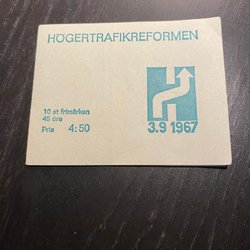 HÖGERTRAFIKREFORMEN
10 st frimärken
45 öre
Pris 4:50
3.9 1967